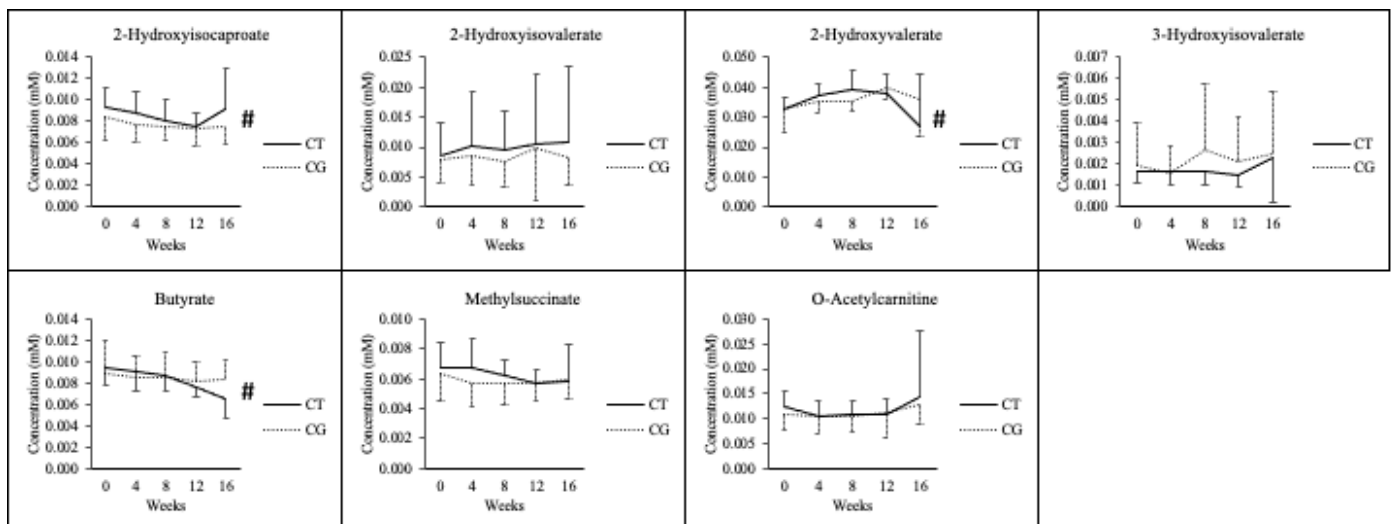 2-Hydroxyisocaproate
Concentration (mM)
0.014
0.012
0.010
0.008
0.006
0.004
0.002
0.000
0 4 8 12 16
Weeks
#
CT
CG
2-Hydroxyisovalerate
Concentration (mM)
0.025
0.020
0.015
0.010
0.005
0.000
0 4 8 12 16
Weeks
CT
CG
2-Hydroxyvalerate
Concentration (mM)
0.050
0.040
0.030
0.020
0.010
0.000
0 4 8 12 16
Weeks
#
CT
CG
3-Hydroxyisovalerate
Concentration (mM)
0.007
0.006
0.005
0.004
0.003
0.002
0.001
0.000
0 4 8 12 16
Weeks
CT
CG
Butyrate
Concentration (mM)
0.014
0.012
0.010
0.008
0.006
0.004
0.002
0.000
0 4 8 12 16
Weeks
#
CT
CG
Methylsuccinate
Concentration (mM)
0.010
0.008
0.006
0.004
0.002
0.000
0 4 8 12 16
Weeks
CT
CG
O-Acetylcarnitine
Concentration (mM)
0.030
0.025
0.020
0.015
0.010
0.005
0.000
0 4 8 12 16
Weeks
CT
CG